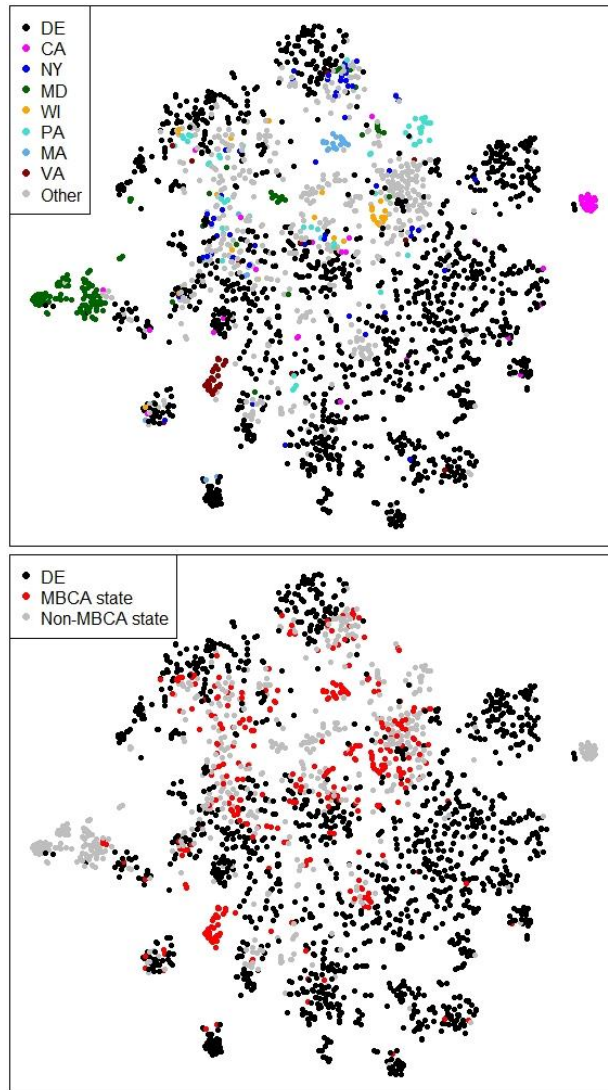 DE
CA
NY
MD
WI
PA
MA
VA
Other
DE
MBCA state
Non-MBCA state